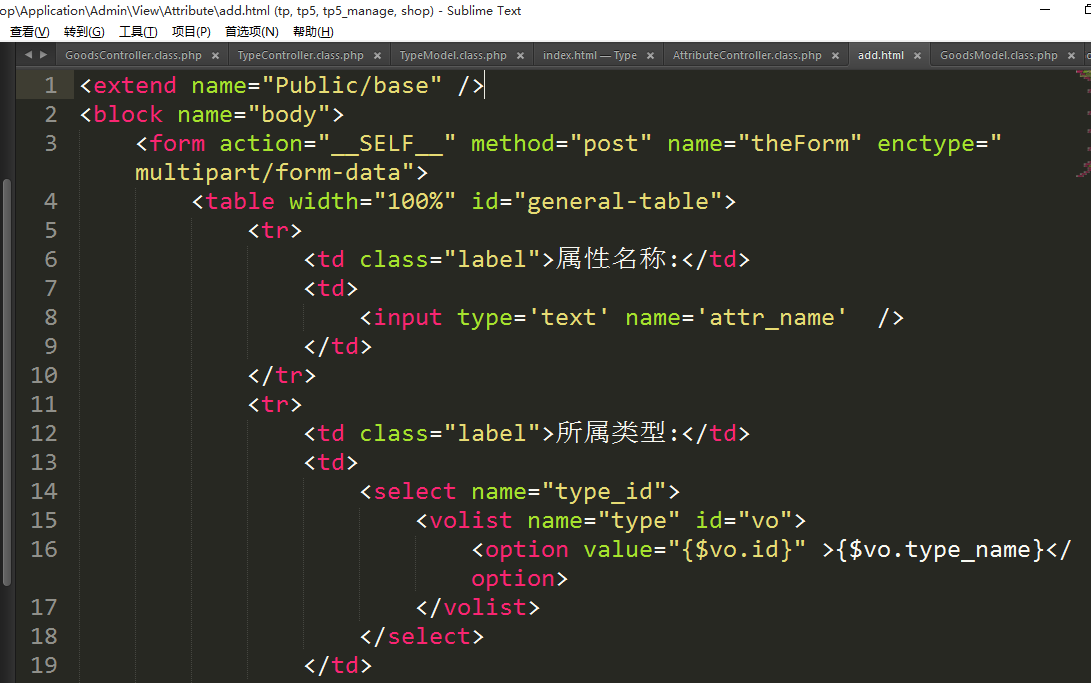 op\Application\Admin\View\Attribute\add.html (tp, tp5, tp5_manage, shop) - Sublime Text
查看(V) 转到(G) 工具(T) 项目(P) 首选项(N) 帮助(H)
GoodsController.class.php × TypeController.class.php × TypeModel.class.php × index.html — Type × AttributeController.class.php × add.html × GoodsModel.class.php ×
1 <extend name="Public/base" />
2 <block name="body">
3 <form action="__SELF__" method="post" name="theForm" enctype="
multipart/form-data">
4 <table width="100%" id="general-table">
5 <tr>
6 <td class="label">属性名称:</td>
7 <td>
8 <input type='text' name='attr_name'  />
9 </td>
10 </tr>
11 <tr>
12 <td class="label">所属类型:</td>
13 <td>
14 <select name="type_id">
15 <volist name="type" id="vo">
16 <option value="{$vo.id}" >{$vo.type_name}</
option>
17 </volist>
18 </select>
19 </td>